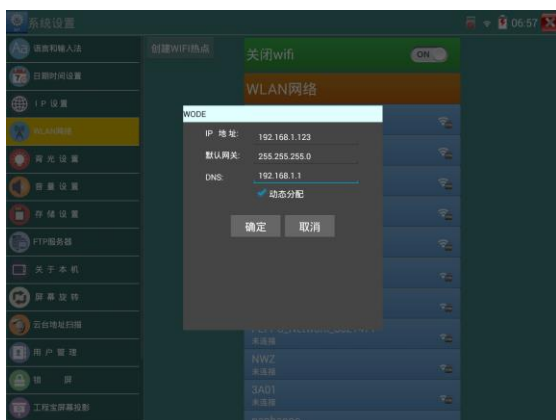 系统设置
06:57
语言和输入法
日期时间设置
IP 设置
WLAN网络
背光设置
音量设置
存储设置
FTP服务器
关于本机
屏幕旋转
云台地址扫描
用户管理
锁 屏
工程宝屏幕投影
创建WIFI热点
关闭wifi
ON
WLAN网络
WODE
IP 地址:
192.168.1.123
默认网关:
255.255.255.0
DNS:
192.168.1.1
动态分配
确定
取消
未连接
NWZ
未连接
3A01
未连接